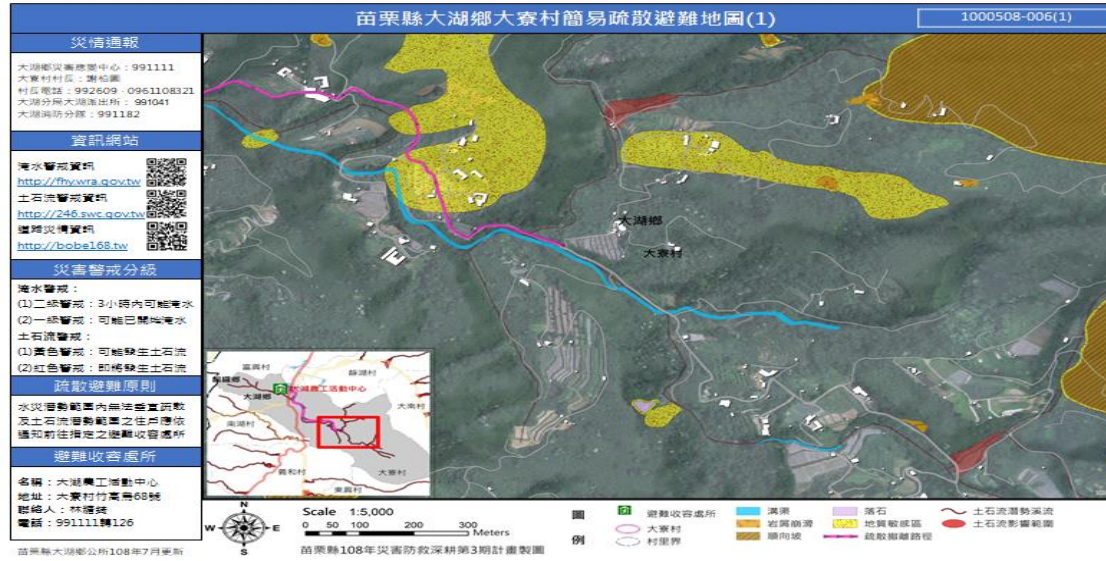 苗栗縣大湖鄉大寮村簡易疏散避難地圖(1)
1000508-006(1)
災情通報
大湖鄉災害應變中心:991111
大寮村村長:謝柏園
村長電話:992609、0961108321
大湖分局大湖派出所:991041
大湖消防分隊:991182
資訊網站
淹水警戒資訊
http://fhy.wra.gov.tw
土石流警戒資訊
http://246.swc.gov.tw
道路災情資訊
http://bobe168.tw
災害警戒分級
淹水警戒:
(1)二級警戒:3小時內可能淹水
(2)一級警戒:可能已開始淹水
土石流警戒:
(1)黃色警戒:可能發生土石流
(2)紅色警戒:即將發生土石流
疏散避難原則
水災潛勢範圍內無法垂直疏散
及土石流潛勢範圍之住戶應依
通知前往指定之避難收容處所
避難收容處所
名稱:大湖農工活動中心
地址:大寮村竹高屋68號
電話:991111轉126
苗栗縣大湖鄉公所108年7月更新
大湖鄉
大寮村
富興村
靜湖村
大湖農工活動中心
大湖鄉
大南村
南湖村
義和村
大寮村
東興村
N
W
E
S
Scale 1:5,000
0 50 100 200 300
Meters
苗栗縣108年災害防救深耕第3期計畫製圖
圖
例
避難收容處所
大寮村
村里界
溝渠
岩屑崩滑
順向坡
落石
地質敏感區
疏散撤離路徑
土石流潛勢溪流
土石流影響範圍